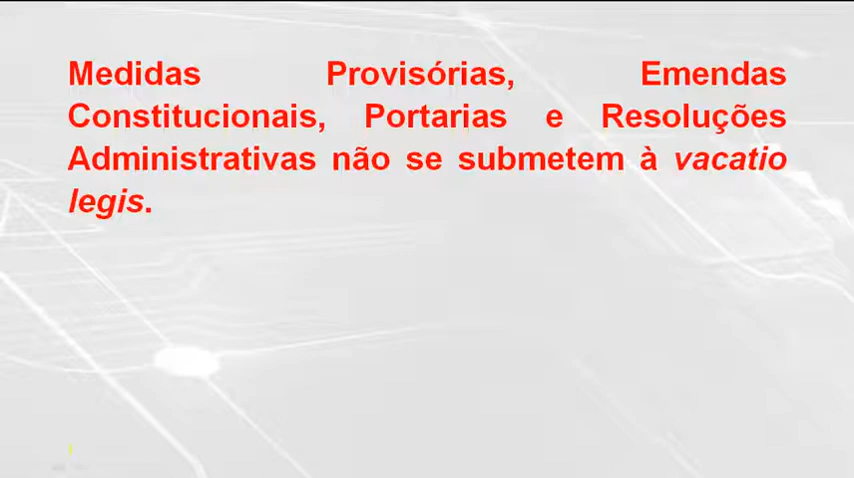 Medidas Provisórias, Emendas
Constitucionais, Portarias e Resoluções
Administrativas não se submetem à vacatio
legis.